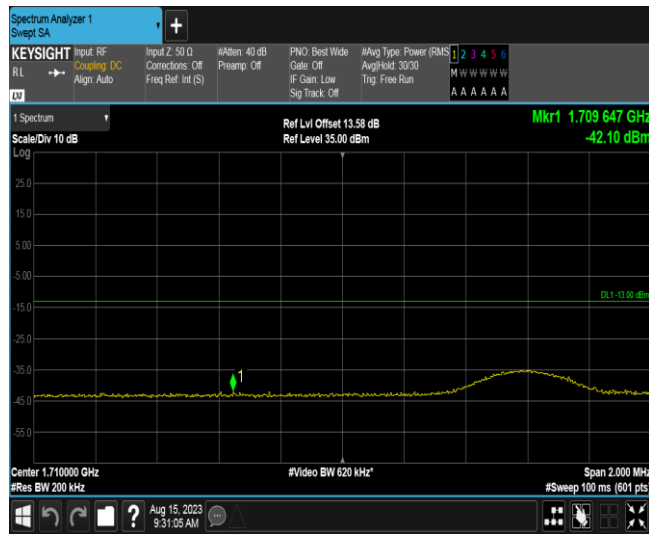 Spectrum Analyzer 1
Swept SA
+
KEYSIGHT
RL
LXI
Input: RF
Coupling: DC
Align: Auto
Input Z: 50 Ω
Corrections: Off
Freq Ref: Int (S)
#Atten: 40 dB
Preamp: Off
PNO: Best Wide
Gate: Off
IF Gain: Low
Sig Track: Off
#Avg Type: Power (RMS
Avg|Hold: 30/30
Trig: Free Run
1 2 3 4 5 6
M W W W W W
A A A A A A
1 Spectrum
Scale/Div 10 dB
Ref Lvl Offset 13.58 dB
Ref Level 35.00 dBm
Mkr1 1.709 647 GHz
-42.10 dBm
Log
25.0
15.0
5.00
-5.00
DL1 -13.00 dBm
-15.0
-25.0
-35.0
1
-45.0
-55.0
Center 1.710000 GHz
#Res BW 200 kHz
#Video BW 620 kHz*
Span 2.000 MHz
#Sweep 100 ms (601 pts
?
Aug 15, 2023
9:31:05 AM